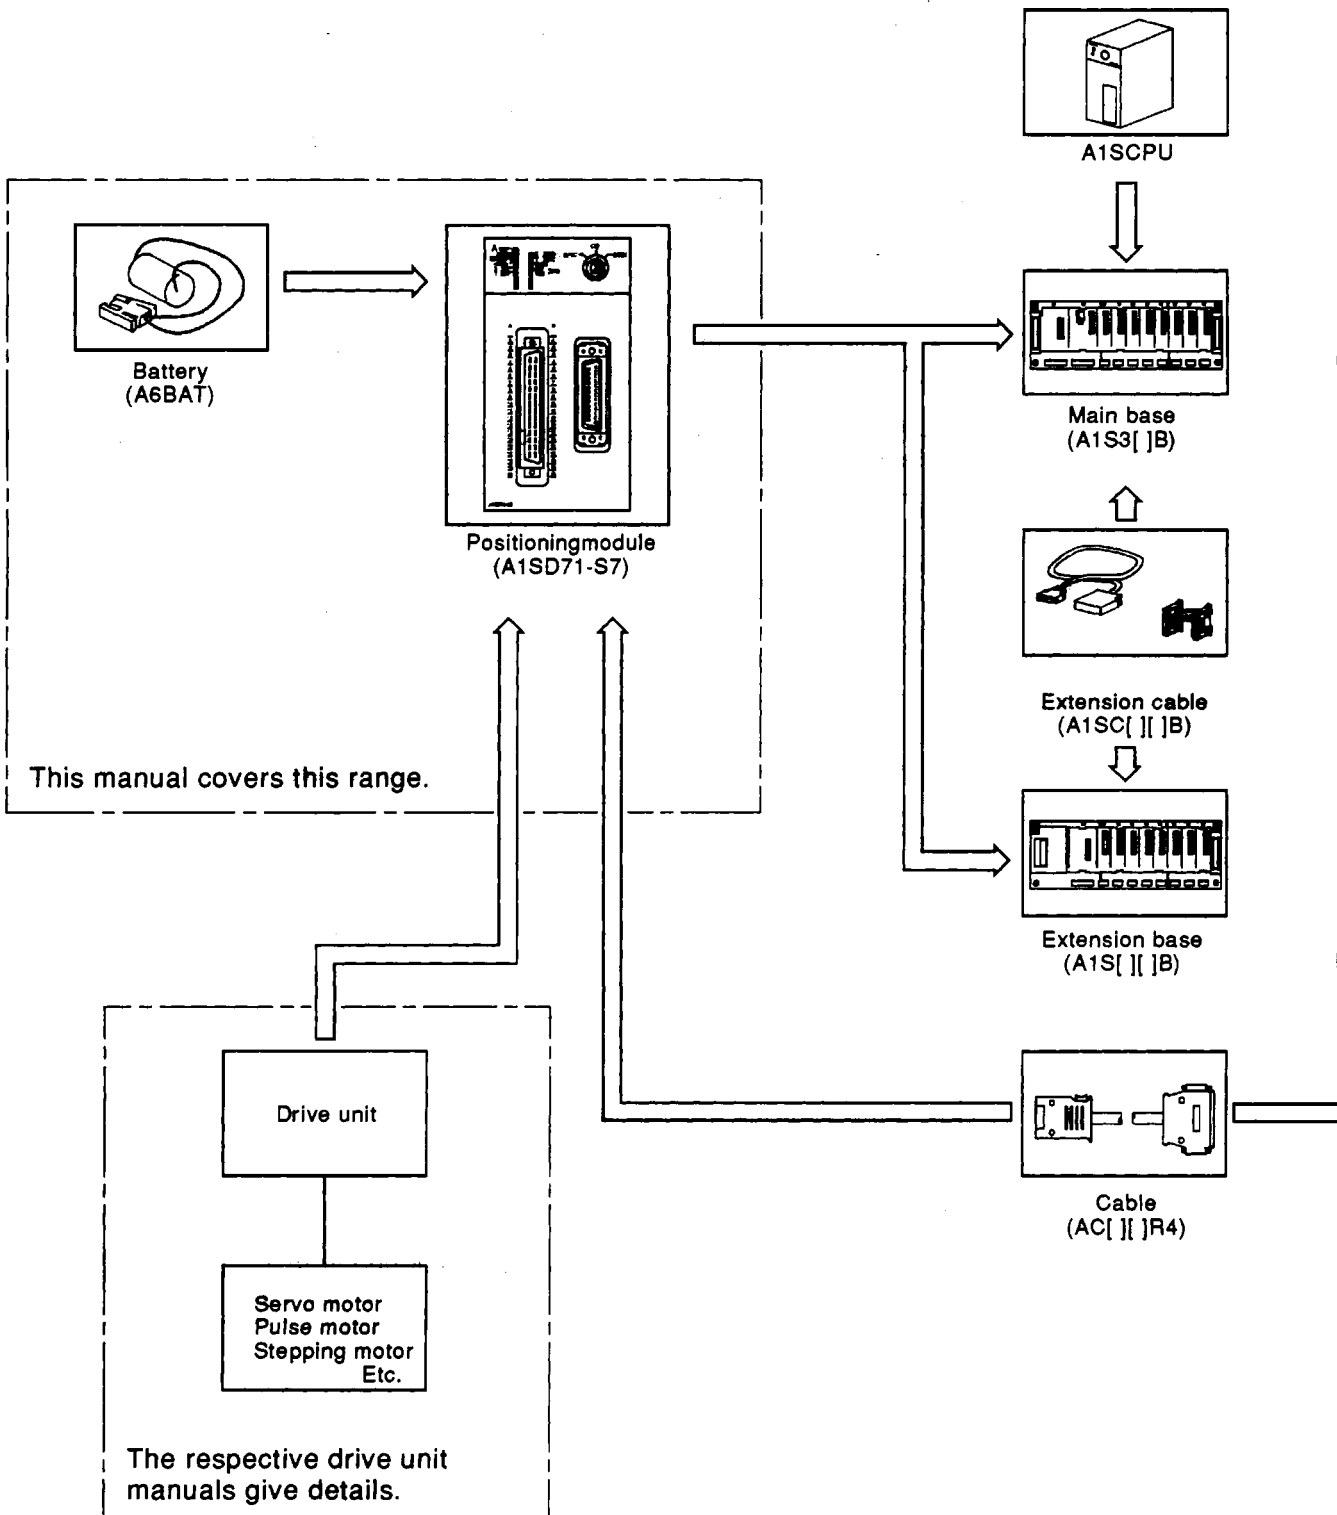 A1SCPU
Battery
(A6BAT)
Positioningmodule
(A1SD71-S7)
Main base
(A1S3[ ]B)
Extension cable
(A1SC[ ][ ]B)
This manual covers this range.
Extension base
(A1S[ ][ ]B)
Drive unit
Cable
(AC[ ][ ]R4)
Servo motor
Pulse motor
Stepping motor
Etc.
The respective drive unit
manuals give details.